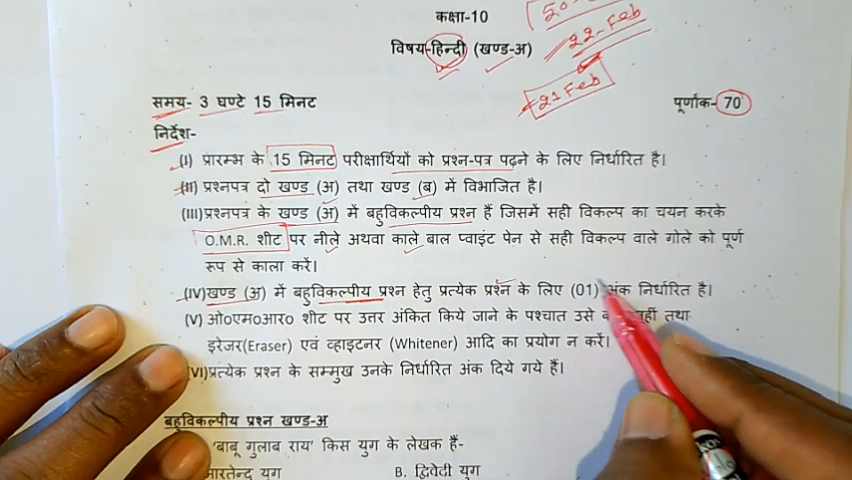 कक्षा-10
विषय-हिन्दी (खण्ड-अ)
22-Feb
21 Feb
समय- 3 घण्टे 15 मिनट
पूर्णांक- 70
निर्देश-
(I) प्रारम्भ के 15 मिनट परीक्षार्थियों को प्रश्न-पत्र पढ़ने के लिए निर्धारित है।
(II) प्रश्नपत्र दो खण्ड (अ) तथा खण्ड (ब) में विभाजित है।
(III)प्रश्नपत्र के खण्ड (अ) में बहुविकल्पीय प्रश्न हैं जिसमें सही विकल्प का चयन करके
O.M.R. शीट पर नीले अथवा काले बाल प्वाइंट पेन से सही विकल्प वाले गोले को पूर्ण
रुप से काला करें।
(IV)खण्ड (अ) में बहुविकल्पीय प्रश्न हेतु प्रत्येक प्रश्न के लिए (01) अंक निर्धारित है।
(V) ओ0एम0आर0 शीट पर उत्तर अंकित किये जाने के पश्चात उसे नहीं तथा
इरेजर(Eraser) एवं व्हाइटनर (Whitener) आदि का प्रयोग न करें।
(VI)प्रत्येक प्रश्न के सम्मुख उनके निर्धारित अंक दिये गये हैं।
बहुविकल्पीय प्रश्न खण्ड-अ
'बाबू गुलाब राय' किस युग के लेखक हैं-
भारतेन्दु युग
B. द्विवेदी युग